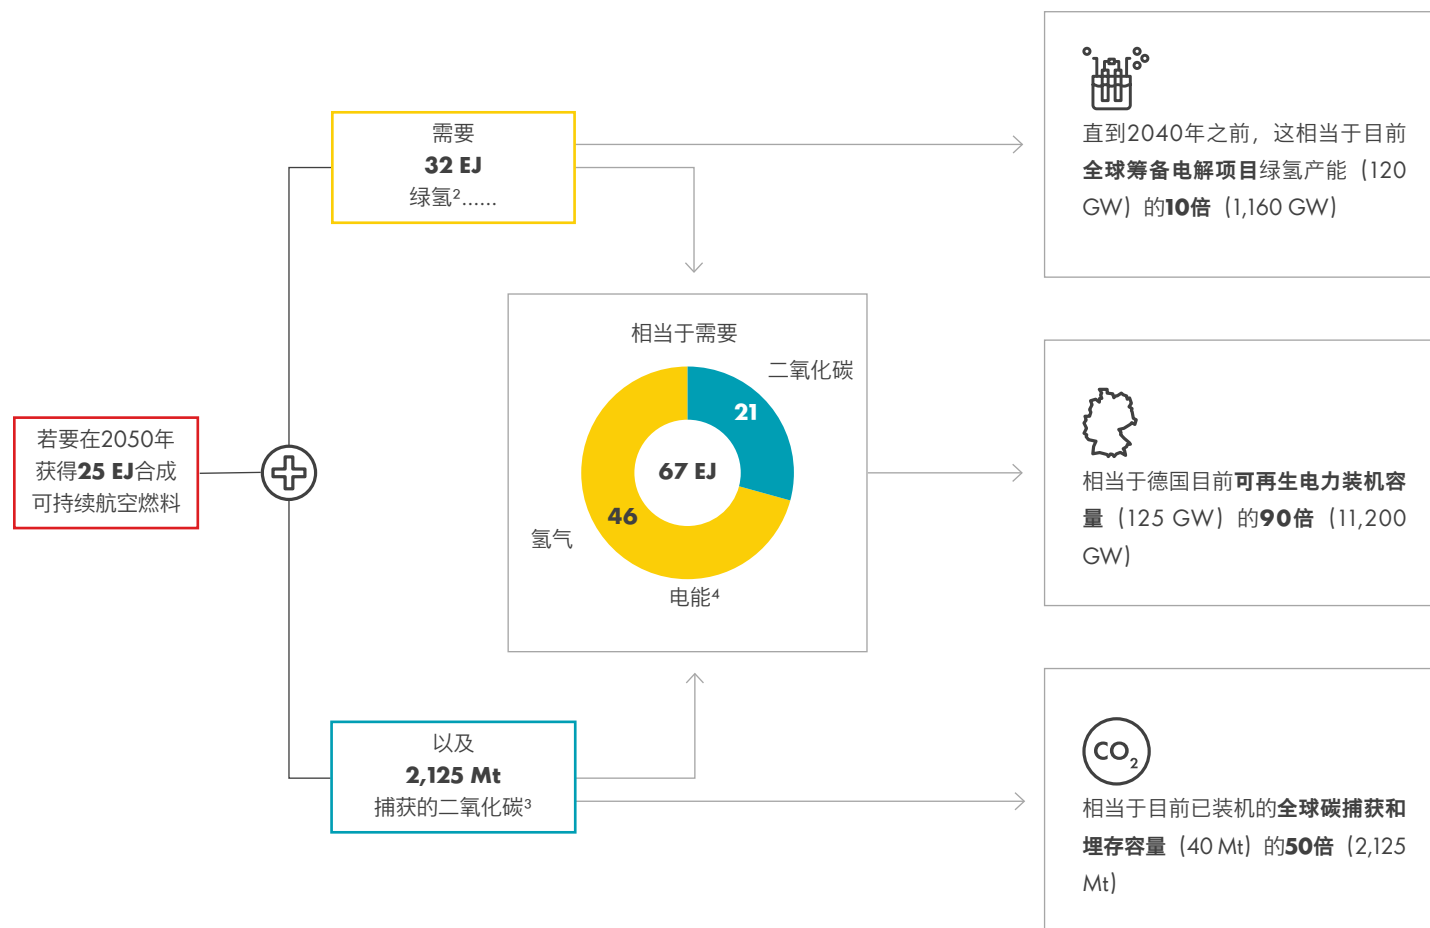 若要在2050年
获得25 EJ合成
可持续航空燃料
需要
32 EJ
绿氢²......
相当于需要
二氧化碳
21
67 EJ
46
氢气
电能⁴
以及
2,125 Mt
捕获的二氧化碳³
直到2040年之前，这相当于目前
全球筹备电解项目绿氢产能（120
GW）的10倍（1,160 GW）
相当于德国目前可再生电力装机容
量（125 GW）的90倍（11,200
GW）
CO₂
相当于目前已装机的全球碳捕获和
埋存容量（40 Mt）的50倍（2,125
Mt）